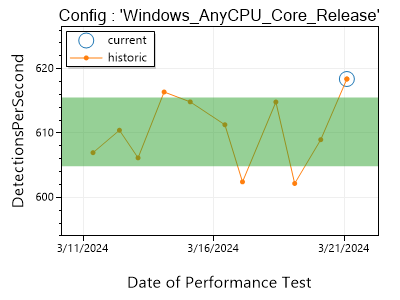 Config : 'Windows_AnyCPU_Core_Release'
current
historic
DetectionsPerSecond
620
610
600
3/11/2024 3/16/2024 3/21/2024
Date of Performance Test